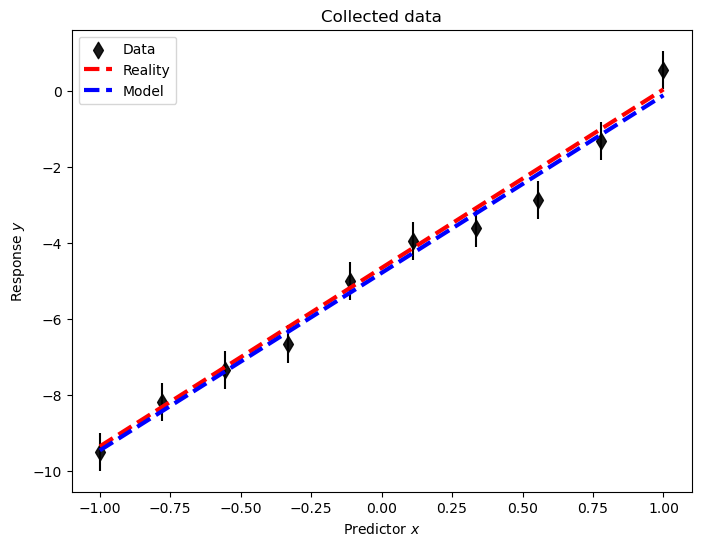 Collected data
Data
Reality
Model
Response y
0
−2
−4
−6
−8
−10
−1.00 −0.75 −0.50 −0.25 0.00 0.25 0.50 0.75 1.00
Predictor x